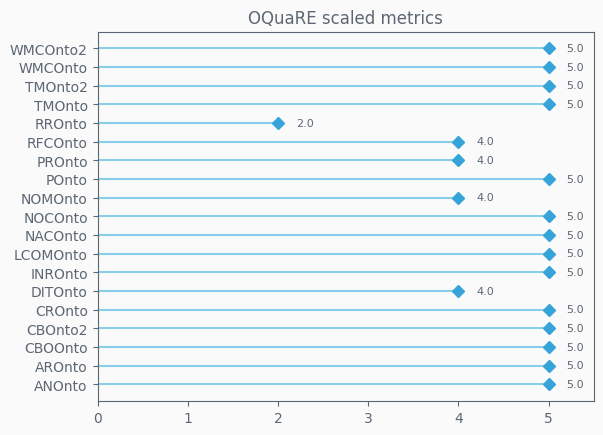 OQuaRE scaled metrics
WMCOnto2 5.0
WMCOnto 5.0
TMOnto2 5.0
TMOnto 5.0
RROnto 2.0
RFCOnto 4.0
PROnto 4.0
POnto 5.0
NOMOnto 4.0
NOCOnto 5.0
NACOnto 5.0
LCOMOnto 5.0
INROnto 5.0
DITOnto 4.0
CROnto 5.0
CBOnto2 5.0
CBOOnto 5.0
AROnto 5.0
ANOnto 5.0
0 1 2 3 4 5